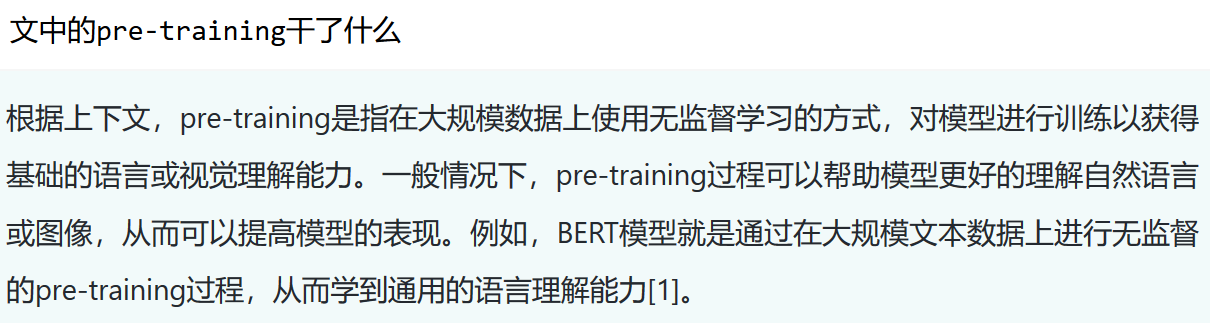 文中的pre-training干了什么
根据上下文，pre-training是指在大规模数据上使用无监督学习的方式，对模型进行训练以获得
基础的语言或视觉理解能力。一般情况下，pre-training过程可以帮助模型更好的理解自然语言
或图像，从而可以提高模型的表现。例如，BERT模型就是通过在大规模文本数据上进行无监督
的pre-training过程，从而学到通用的语言理解能力[1]。